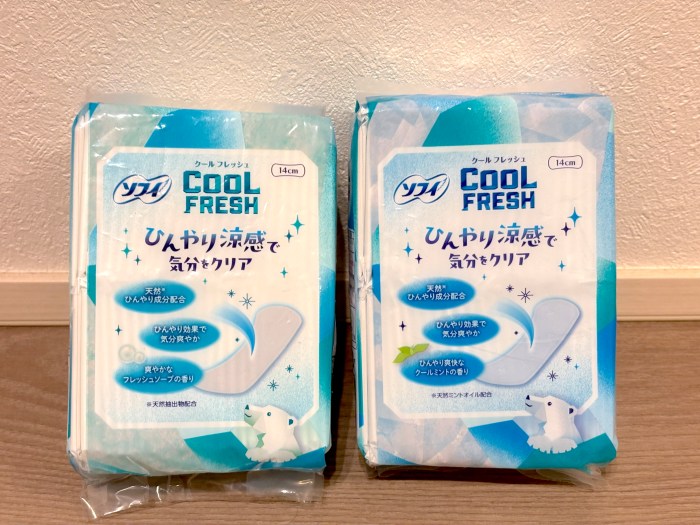 クール フレッシュ
14cm
ソフィ
COOL
FRESH
ひんやり涼感で
気分をクリア
天然※
ひんやり成分配合
ひんやり効果で
気分爽やか
爽やかな
フレッシュソープの香り
※天然抽出物配合
クール フレッシュ
14cm
ソフィ
COOL
FRESH
ひんやり涼感で
気分をクリア
天然※
ひんやり成分配合
ひんやり効果で
気分爽やか
ひんやり爽快な
クールミントの香り
※天然ミントオイル配合